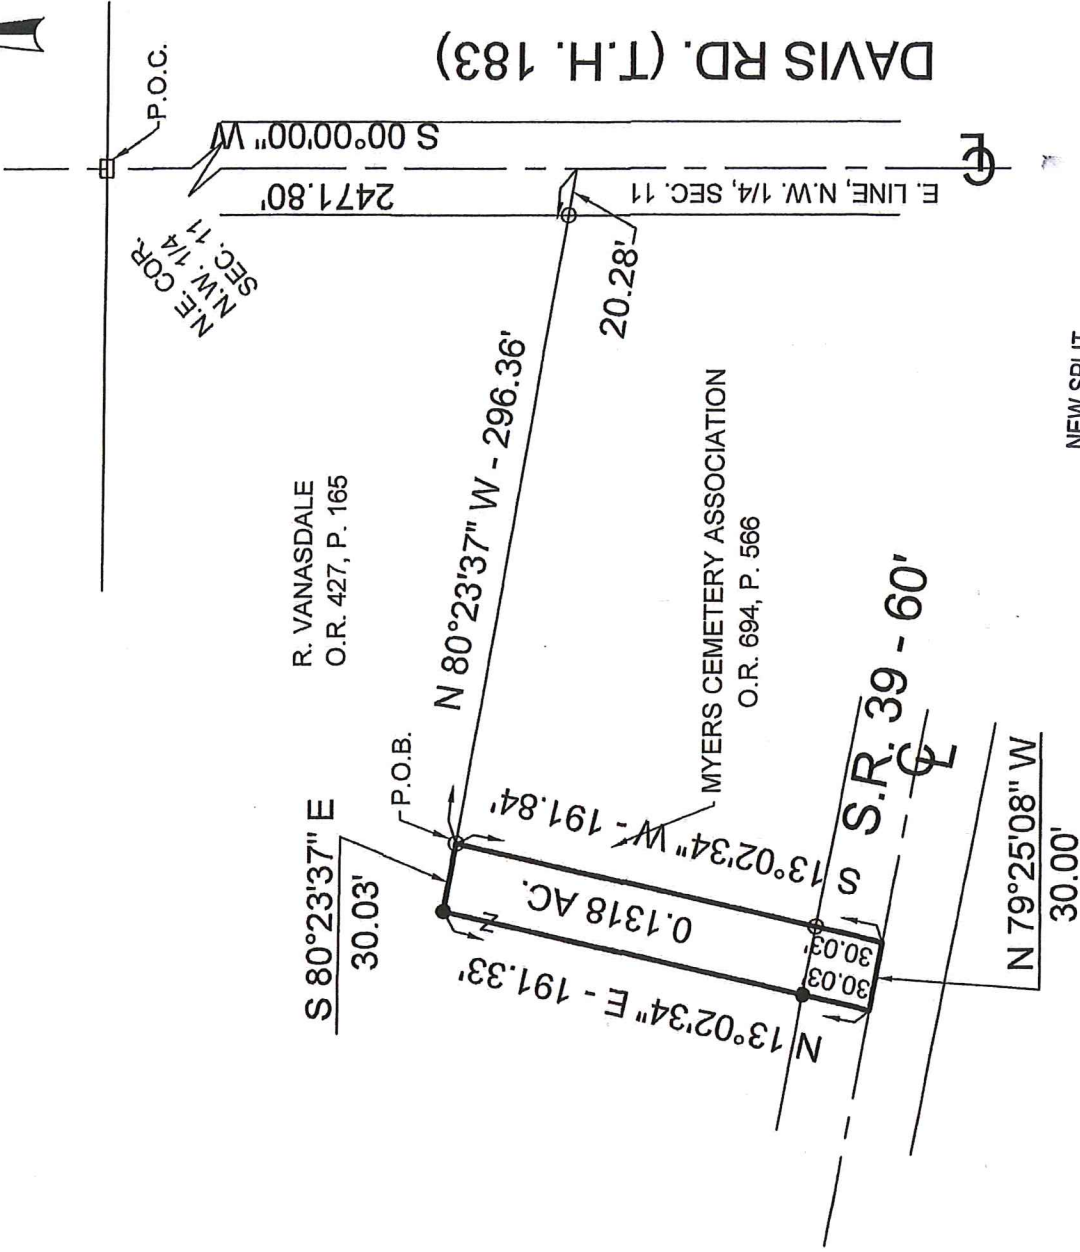 P.O.C.
N.E. COR.
N.W. 1/4
SEC. 11
S 00°00'00" W
2471.80'
DAVIS RD. (T.H. 183)
E. LINE, N.W. 1/4, SEC. 11
CL
20.28'
N 80°23'37" W - 296.36'
R. VANASDALE
O.R. 427, P. 165
P.O.B.
S 80°23'37" E
30.03'
MYERS CEMETERY ASSOCIATION
O.R. 694, P. 566
S 13°02'34" W - 191.84'
0.1318 AC.
N 13°02'34" E - 191.33'
30.03'
30.03'
S.R. 39 - 60'
CL
N 79°25'08" W
30.00'
NEW SPLIT